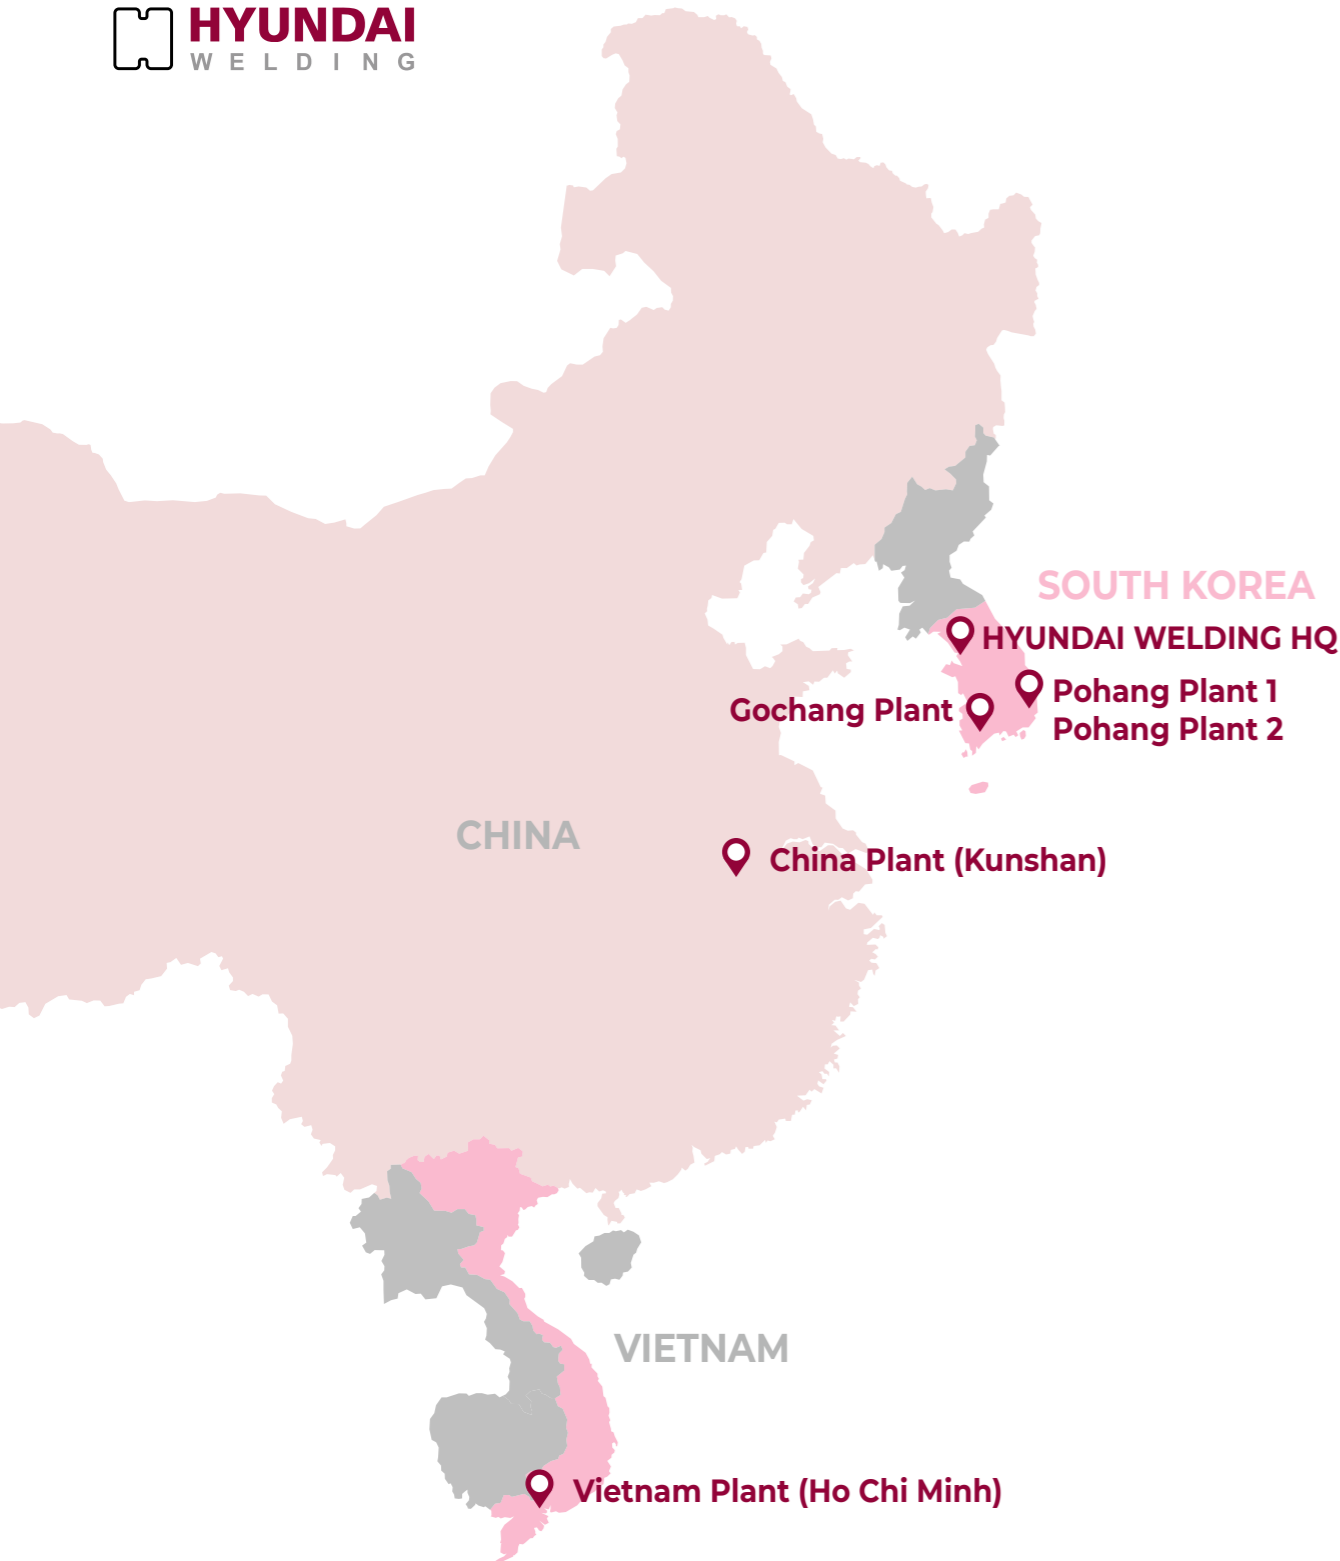 HYUNDAI
WELDING
SOUTH KOREA
HYUNDAI WELDING HQ
Pohang Plant 1
Gochang Plant
Pohang Plant 2
CHINA
China Plant (Kunshan)
VIETNAM
Vietnam Plant (Ho Chi Minh)